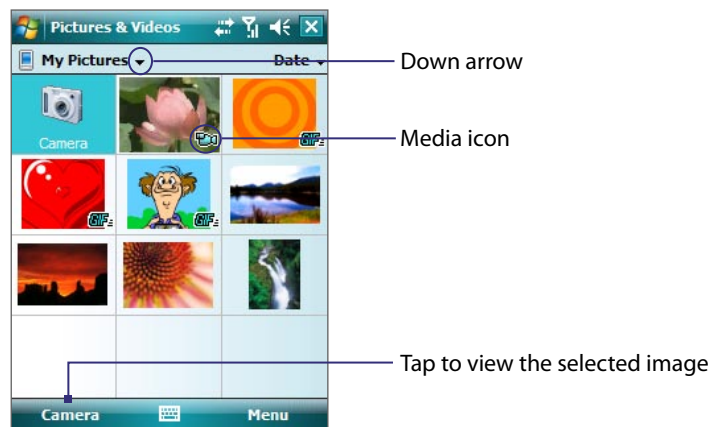 Pictures & Videos
My Pictures
Date
Down arrow
Camera
GIF
Media icon
GIF
GIF
Tap to view the selected image
Camera
Menu